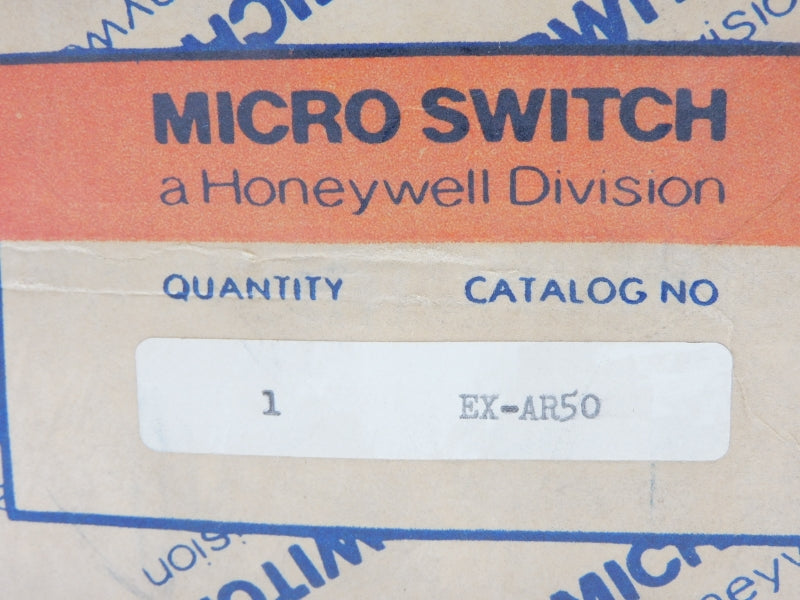 MICRO SWITCH
a Honeywell Division
QUANTITY CATALOG NO
1 EX-AR50